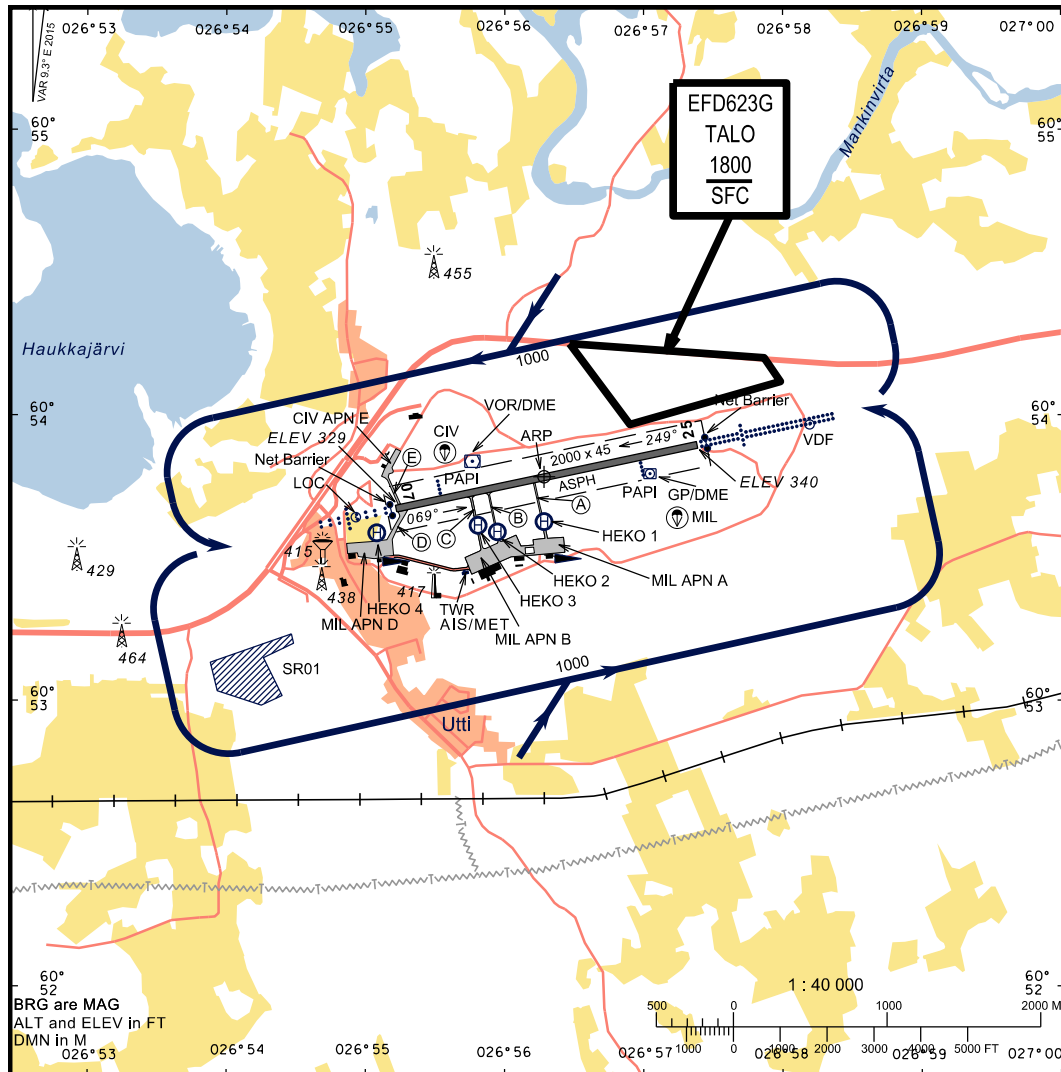 026°53
026°54
026°55
026°56
026°57
026°58
026°59
027°00
VAR 9.3° E 2015
60°
55
60°
55
EFD623G
TALO
1800
SFC
Mankinvirta
455
Haukkajärvi
1000
60°
54
60°
54
CIV APN E
ELEV 329
Net Barrier
LOC
CIV
VOR/DME
ARP
Net Barrier
VDF
E
PAPI
249°
25
2000 x 45
ASPH
07
069°
PAPI
GP/DME
ELEV 340
MIL
A
B
C
D
H
H
H
H
HEKO 1
HEKO 2
HEKO 3
HEKO 4
415
438
417
429
464
MIL APN D
TWR
AIS/MET
MIL APN B
MIL APN A
SR01
1000
Utti
60°
53
60°
53
60°
52
60°
52
BRG are MAG
ALT and ELEV in FT
DMN in M
1 : 40 000
500 0 1000 2000 M
1000 0 1000 2000 3000 4000 5000 FT
026°53
026°54
026°55
026°56
026°57
026°58
026°59
027°00